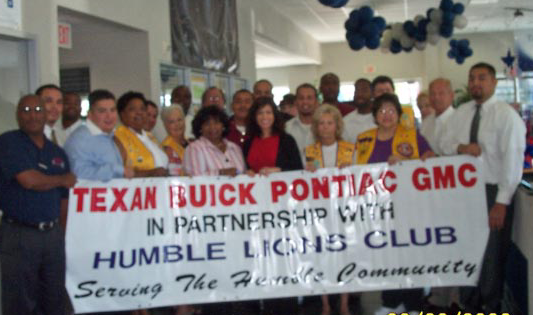 TEXAN BUICK PONTIAC GMC
IN PARTNERSHIP WITH
HUMBLE LIONS CLUB
Serving The Humble Community